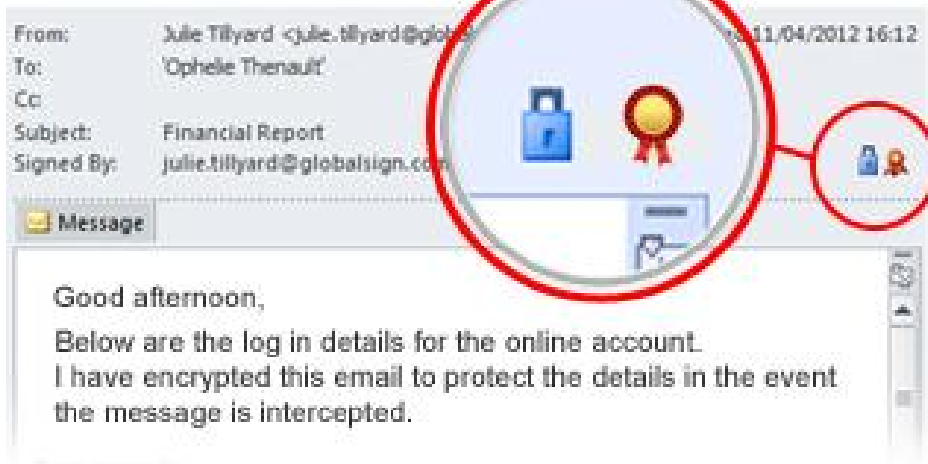 From: Julie Tillyard <julie.tillyard@glob 11/04/2012 16:12
To: 'Ophelie Thenault'
Cc:
Subject: Financial Report
Signed By: julie.tillyard@globalsign.co
Message
Good afternoon,
Below are the log in details for the online account.
I have encrypted this email to protect the details in the event
the message is intercepted.